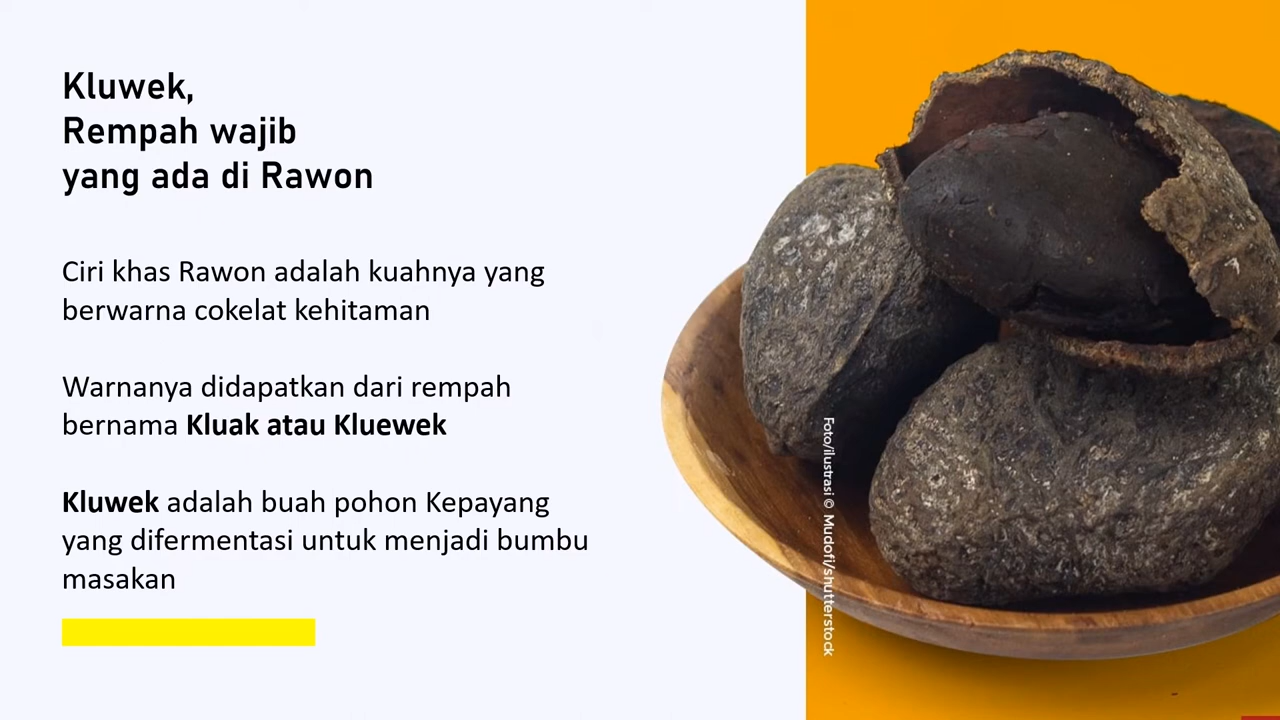 Kluwek,
Rempah wajib
yang ada di Rawon
Ciri khas Rawon adalah kuahnya yang
berwarna cokelat kehitaman
Warnanya didapatkan dari rempah
bernama Kluak atau Kluewek
Kluwek adalah buah pohon Kepayang
yang difermentasi untuk menjadi bumbu
masakan
Foto/ilustrasi © Mudofi/shutterstock